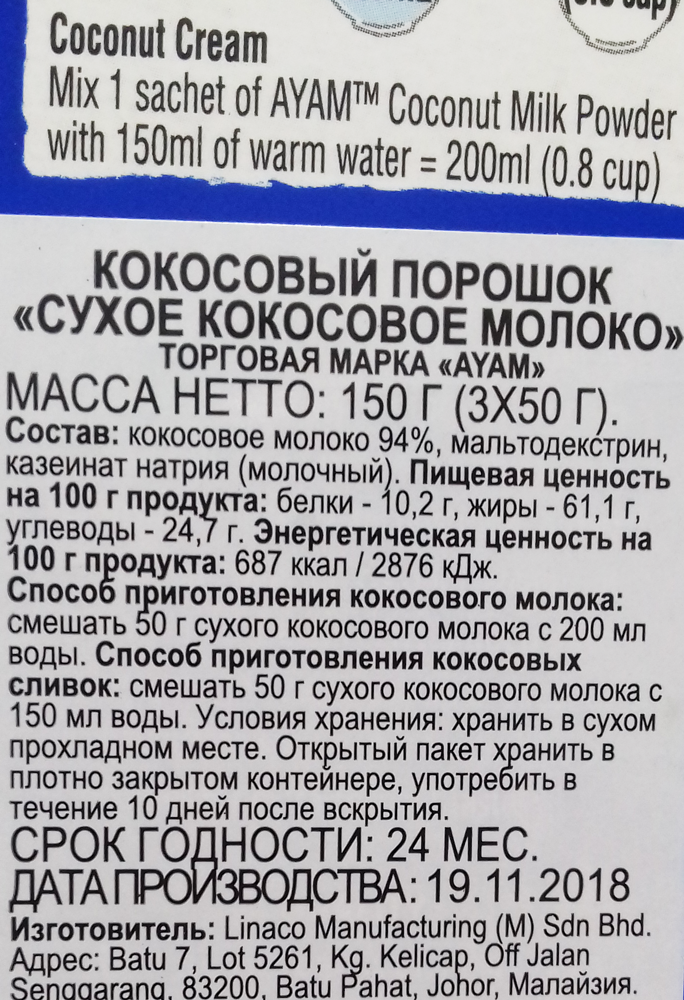 Coconut Cream
Mix 1 sachet of AYAM™ Coconut Milk Powder
with 150ml of warm water = 200ml (0.8 cup)
КОКОСОВЫЙ ПОРОШОК
«СУХОЕ КОКОСОВОЕ МОЛОКО»
ТОРГОВАЯ МАРКА «AYAM»
МАССА НЕТТО: 150 Г (3X50 Г).
Состав: кокосовое молоко 94%, мальтодекстрин,
казеинат натрия (молочный). Пищевая ценность
на 100 г продукта: белки - 10,2 г, жиры - 61,1 г,
углеводы - 24,7 г. Энергетическая ценность на
100 г продукта: 687 ккал / 2876 кДж.
Способ приготовления кокосового молока:
смешать 50 г сухого кокосового молока с 200 мл
воды. Способ приготовления кокосовых
сливок: смешать 50 г сухого кокосового молока с
150 мл воды. Условия хранения: хранить в сухом
прохладном месте. Открытый пакет хранить в
плотно закрытом контейнере, употребить в
течение 10 дней после вскрытия.
СРОК ГОДНОСТИ: 24 МЕС.
ДАТА ПРОИЗВОДСТВА: 19.11.2018
Изготовитель: Linaco Manufacturing (M) Sdn Bhd.
Адрес: Batu 7, Lot 5261, Kg. Kelicap, Off Jalan
Senggarang, 83200, Batu Pahat, Johor, Малайзия.